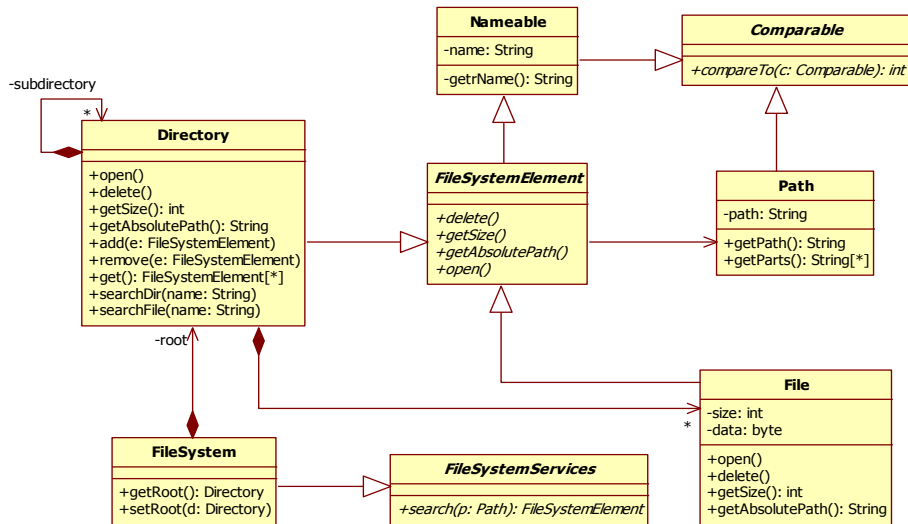 Nameable
-name: String
-getrName(): String
Comparable
+compareTo(c: Comparable): int
-subdirectory
*
Directory
+open()
+delete()
+getSize(): int
+getAbsolutePath(): String
+add(e: FileSystemElement)
+remove(e: FileSystemElement)
+get(): FileSystemElement[*]
+searchDir(name: String)
+searchFile(name: String)
FileSystemElement
+delete()
+getSize()
+getAbsolutePath()
+open()
Path
-path: String
+getPath(): String
+getParts(): String[*]
-root
*
File
-size: int
-data: byte
+open()
+delete()
+getSize(): int
+getAbsolutePath(): String
FileSystem
+getRoot(): Directory
+setRoot(d: Directory)
FileSystemServices
+search(p: Path): FileSystemElement